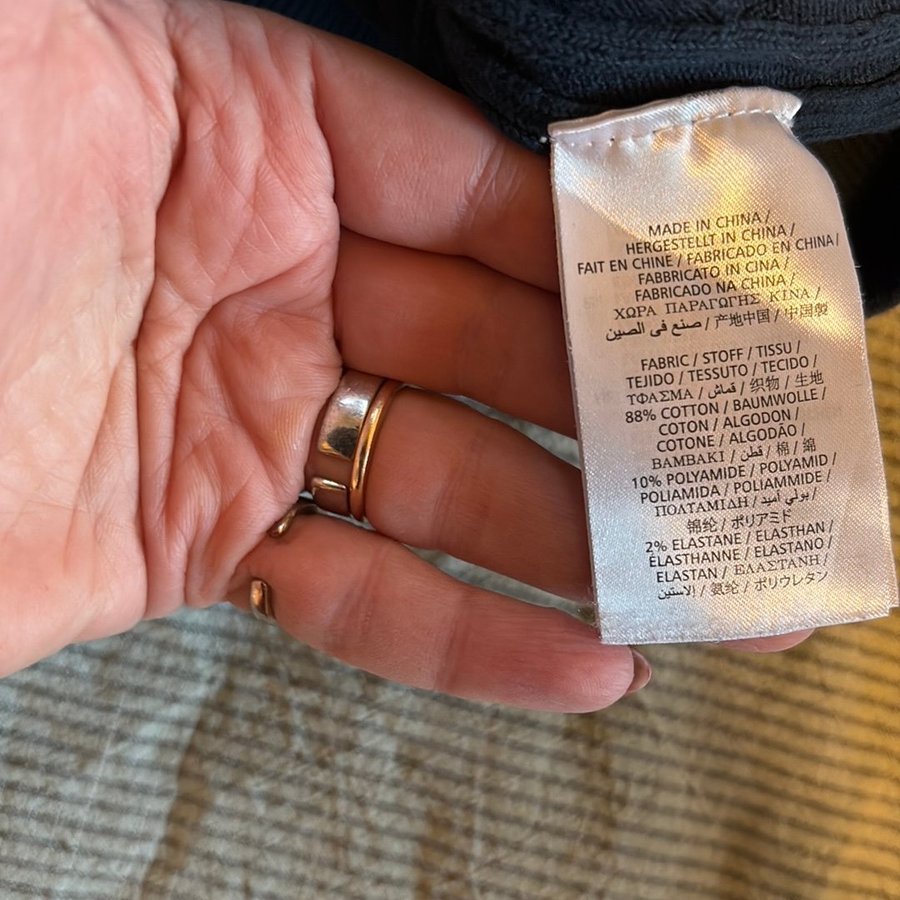 MADE IN CHINA /
HERGESTELLT IN CHINA /
FAIT EN CHINE / FABRICADO EN CHINA/
FABBRICATO IN CINA /
FABRICADO NA CHINA /
ΧΩΡΑ ΠΑΡΑΓΩΓΗΣ ΚΙΝΑ /
صنع في الصين / 产地中国 / 中国製
FABRIC / STOFF / TISSU /
TEJIDO / TESSUTO / TECIDO /
ΤΦΑΣΜΑ / قماش / 织物 / 生地
88% COTTON / BAUMWOLLE /
COTON / ALGODON /
COTONE / ALGODÃO /
ΒΑΜΒΑΚΙ / قطن / 棉 / 綿
10% POLYAMIDE / POLYAMID /
POLIAMIDA / POLIAMMIDE /
ΠΟΛΤΑΜΙΔΗ / بولي أميد /
锦纶 / ポリアミド
2% ELASTANE / ELASTHAN /
ÉLASTHANNE / ELASTANO /
ELASTAN / ΕΛΑΣΤΑΝΗ /
الاستين / 氨纶 / ポリウレタン